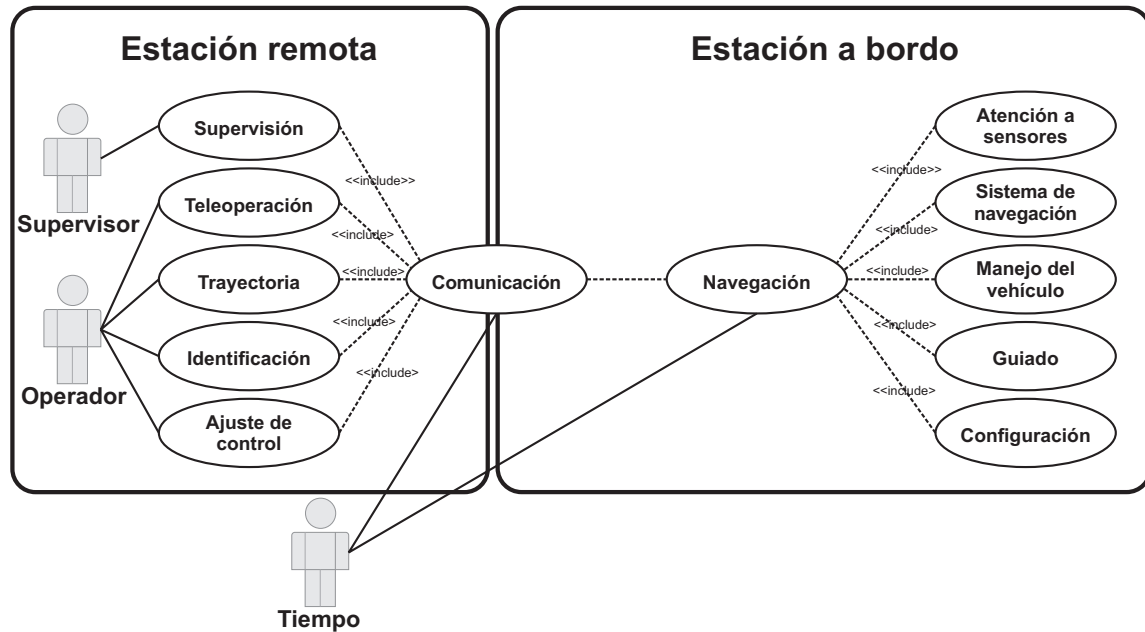 Estación remota
Estación a bordo
Supervisión
Atención a
sensores
<<include>>
<<include>>
Supervisor
Teleoperación
Sistema de
navegación
<<include>
<<include>
Trayectoria
<<include>
Comunicación
Navegación
<<include>
Manejo del
vehículo
Operador
Identificación
<<include>
<<include>
Guiado
<<include>
<<include>
Ajuste de
control
Configuración
Tiempo